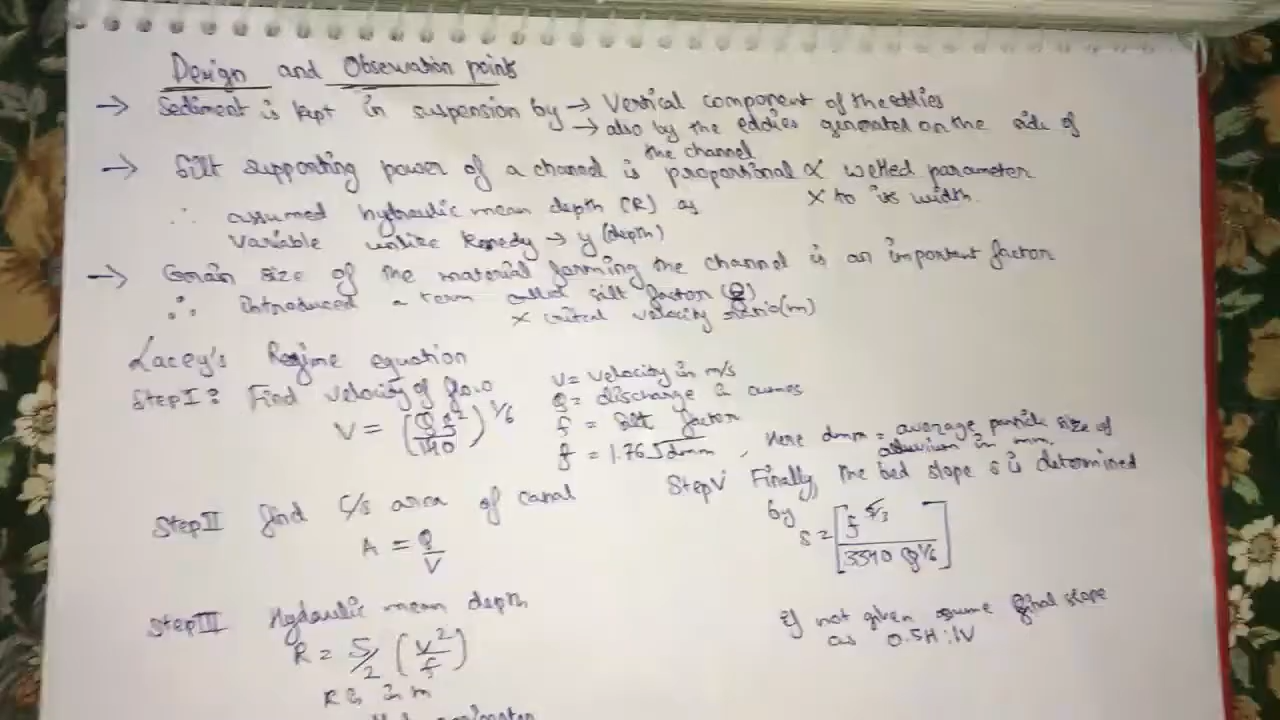 Design and Observation points
→ Sediment is kept in suspension by → Vertical component of the eddies
→ also by the eddies generated on the side of
the channel
→ Silt supporting power of a channel is proportional ∝ wetted parameter
∴ assumed hydraulic mean depth (R) as
X to its width.
variable unlike Kenedy → y (depth)
→ Grain size of the material forming the channel is an important factor
∴ Introduced a term called silt factor (Q)
X critical velocity ratio(m)
Lacey's Regime equation
Step I: Find velocity of flow
V = (Qf²/140)^1/6
V = velocity in m/s
Q = discharge in cumecs
f = silt factor
f = 1.76√dmm , Here dmm = average particle size of
alluvium in mm.
Step II find C/s area of canal
A = Q/V
Step III Hydraulic mean depth
R = 5/2 (V²/f)
R is in m
Step V Finally, the bed slope s is determined
by
S = [f^5/3 / 3340 Q^1/6]
If not given assume final slope
as 0.5H:1V